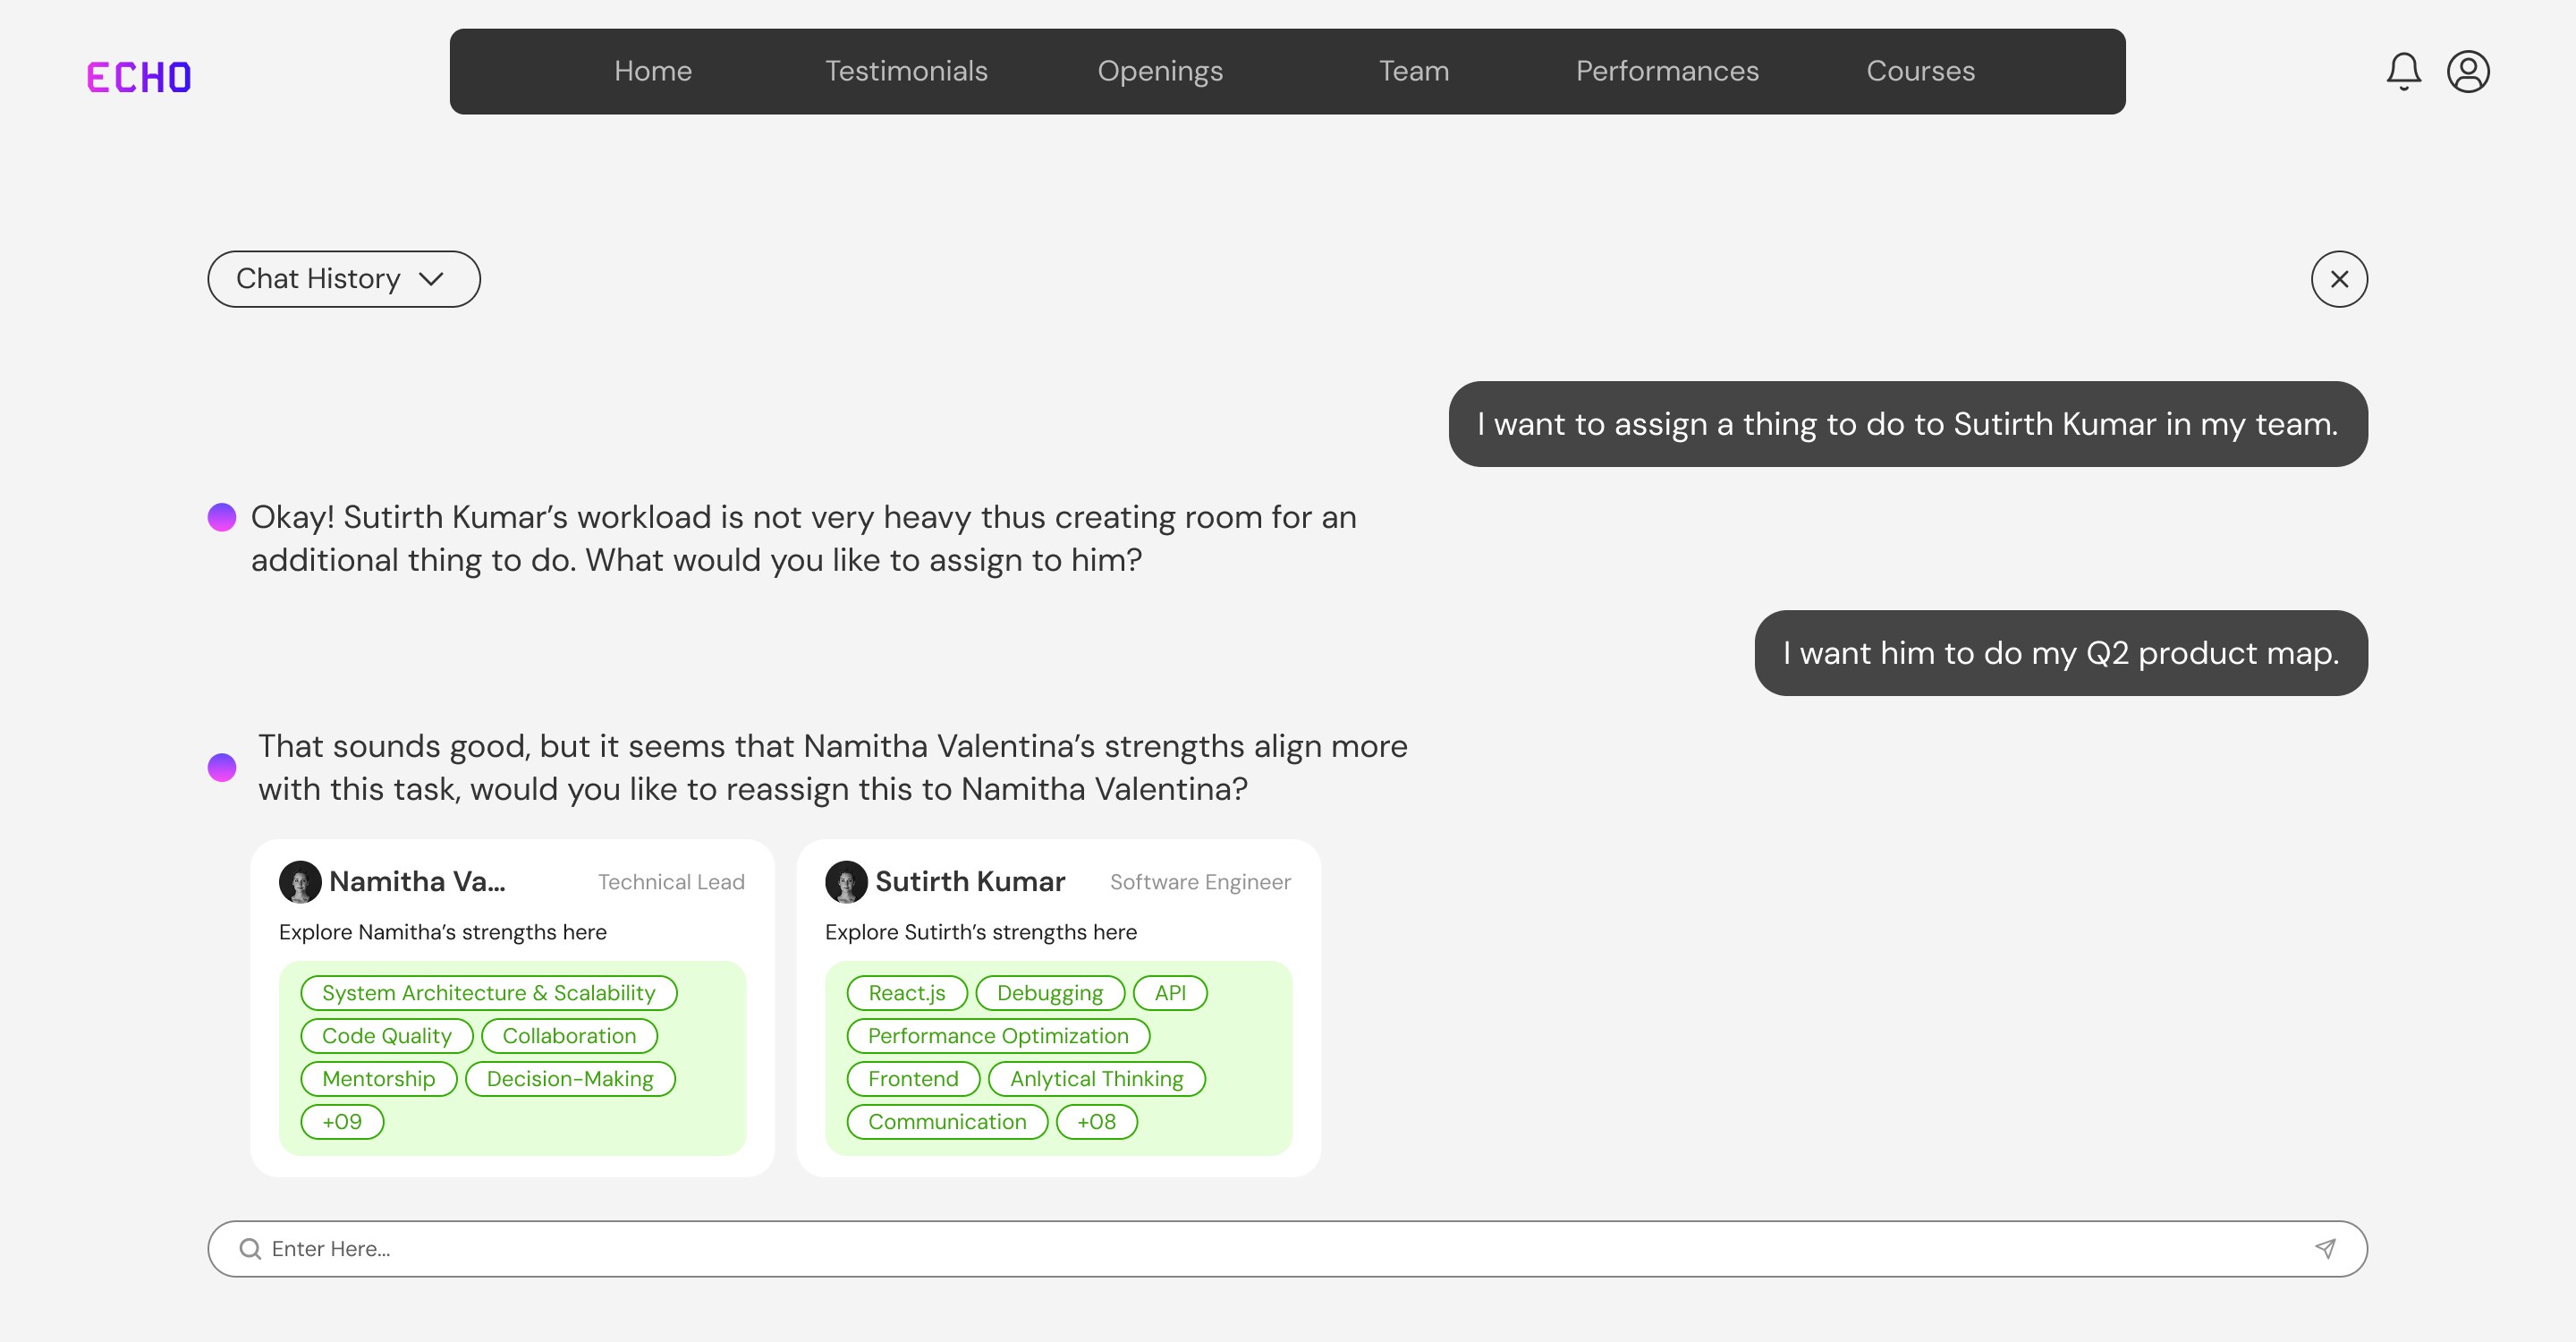 ECHO
Home Testimonials Openings Team Performances Courses
Chat History
I want to assign a thing to do to Sutirth Kumar in my team.
Okay! Sutirth Kumar’s workload is not very heavy thus creating room for an
additional thing to do. What would you like to assign to him?
I want him to do my Q2 product map.
That sounds good, but it seems that Namitha Valentina’s strengths align more
with this task, would you like to reassign this to Namitha Valentina?
Namitha Va... Technical Lead
Explore Namitha’s strengths here
System Architecture & Scalability
Code Quality Collaboration
Mentorship Decision-Making
+09
Sutirth Kumar Software Engineer
Explore Sutirth’s strengths here
React.js Debugging API
Performance Optimization
Frontend Anlytical Thinking
Communication +08
Enter Here...